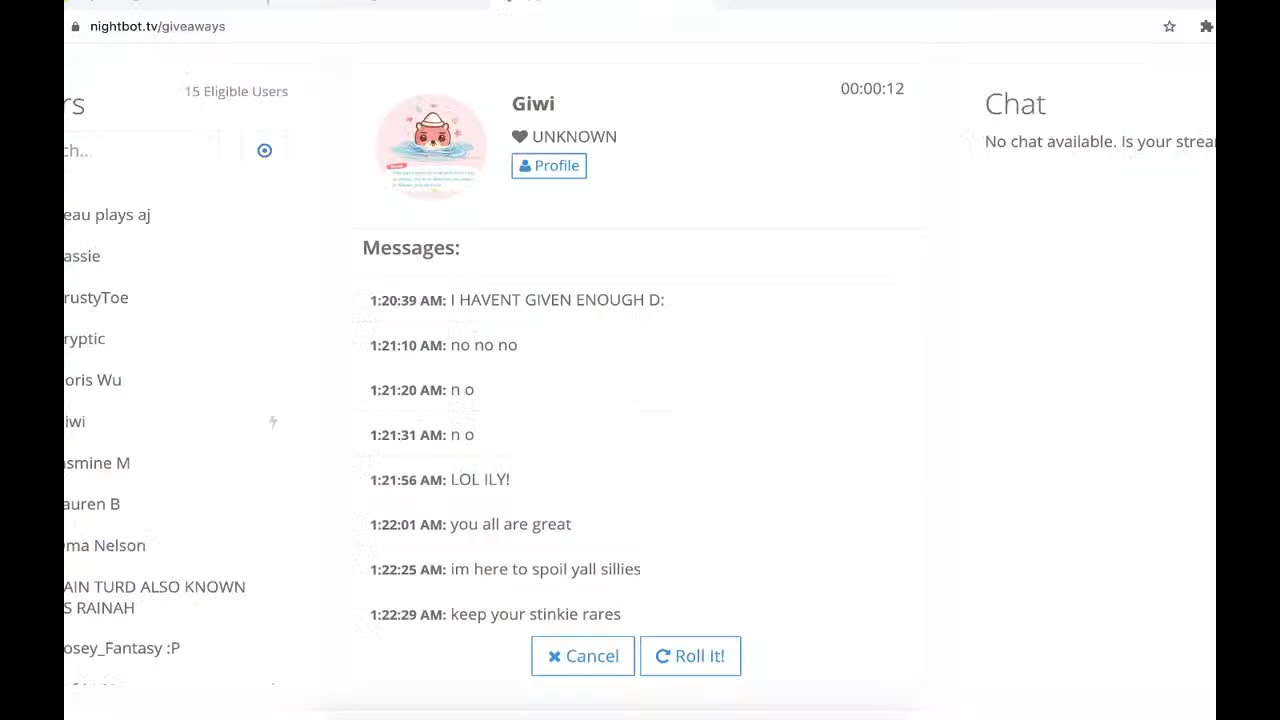 nightbot.tv/giveaways
rs
15 Eligible Users
ch...
eau plays aj
assie
rustyToe
ryptic
oris Wu
iwi
asmine M
auren B
ma Nelson
AIN TURD ALSO KNOWN
S RAINAH
osey_Fantasy :P
Giwi
UNKNOWN
Profile
00:00:12
Messages:
1:20:39 AM: I HAVENT GIVEN ENOUGH D:
1:21:10 AM: no no no
1:21:20 AM: n o
1:21:31 AM: n o
1:21:56 AM: LOL ILY!
1:22:01 AM: you all are great
1:22:25 AM: im here to spoil yall sillies
1:22:29 AM: keep your stinkie rares
Cancel
Roll it!
Chat
No chat available. Is your strea